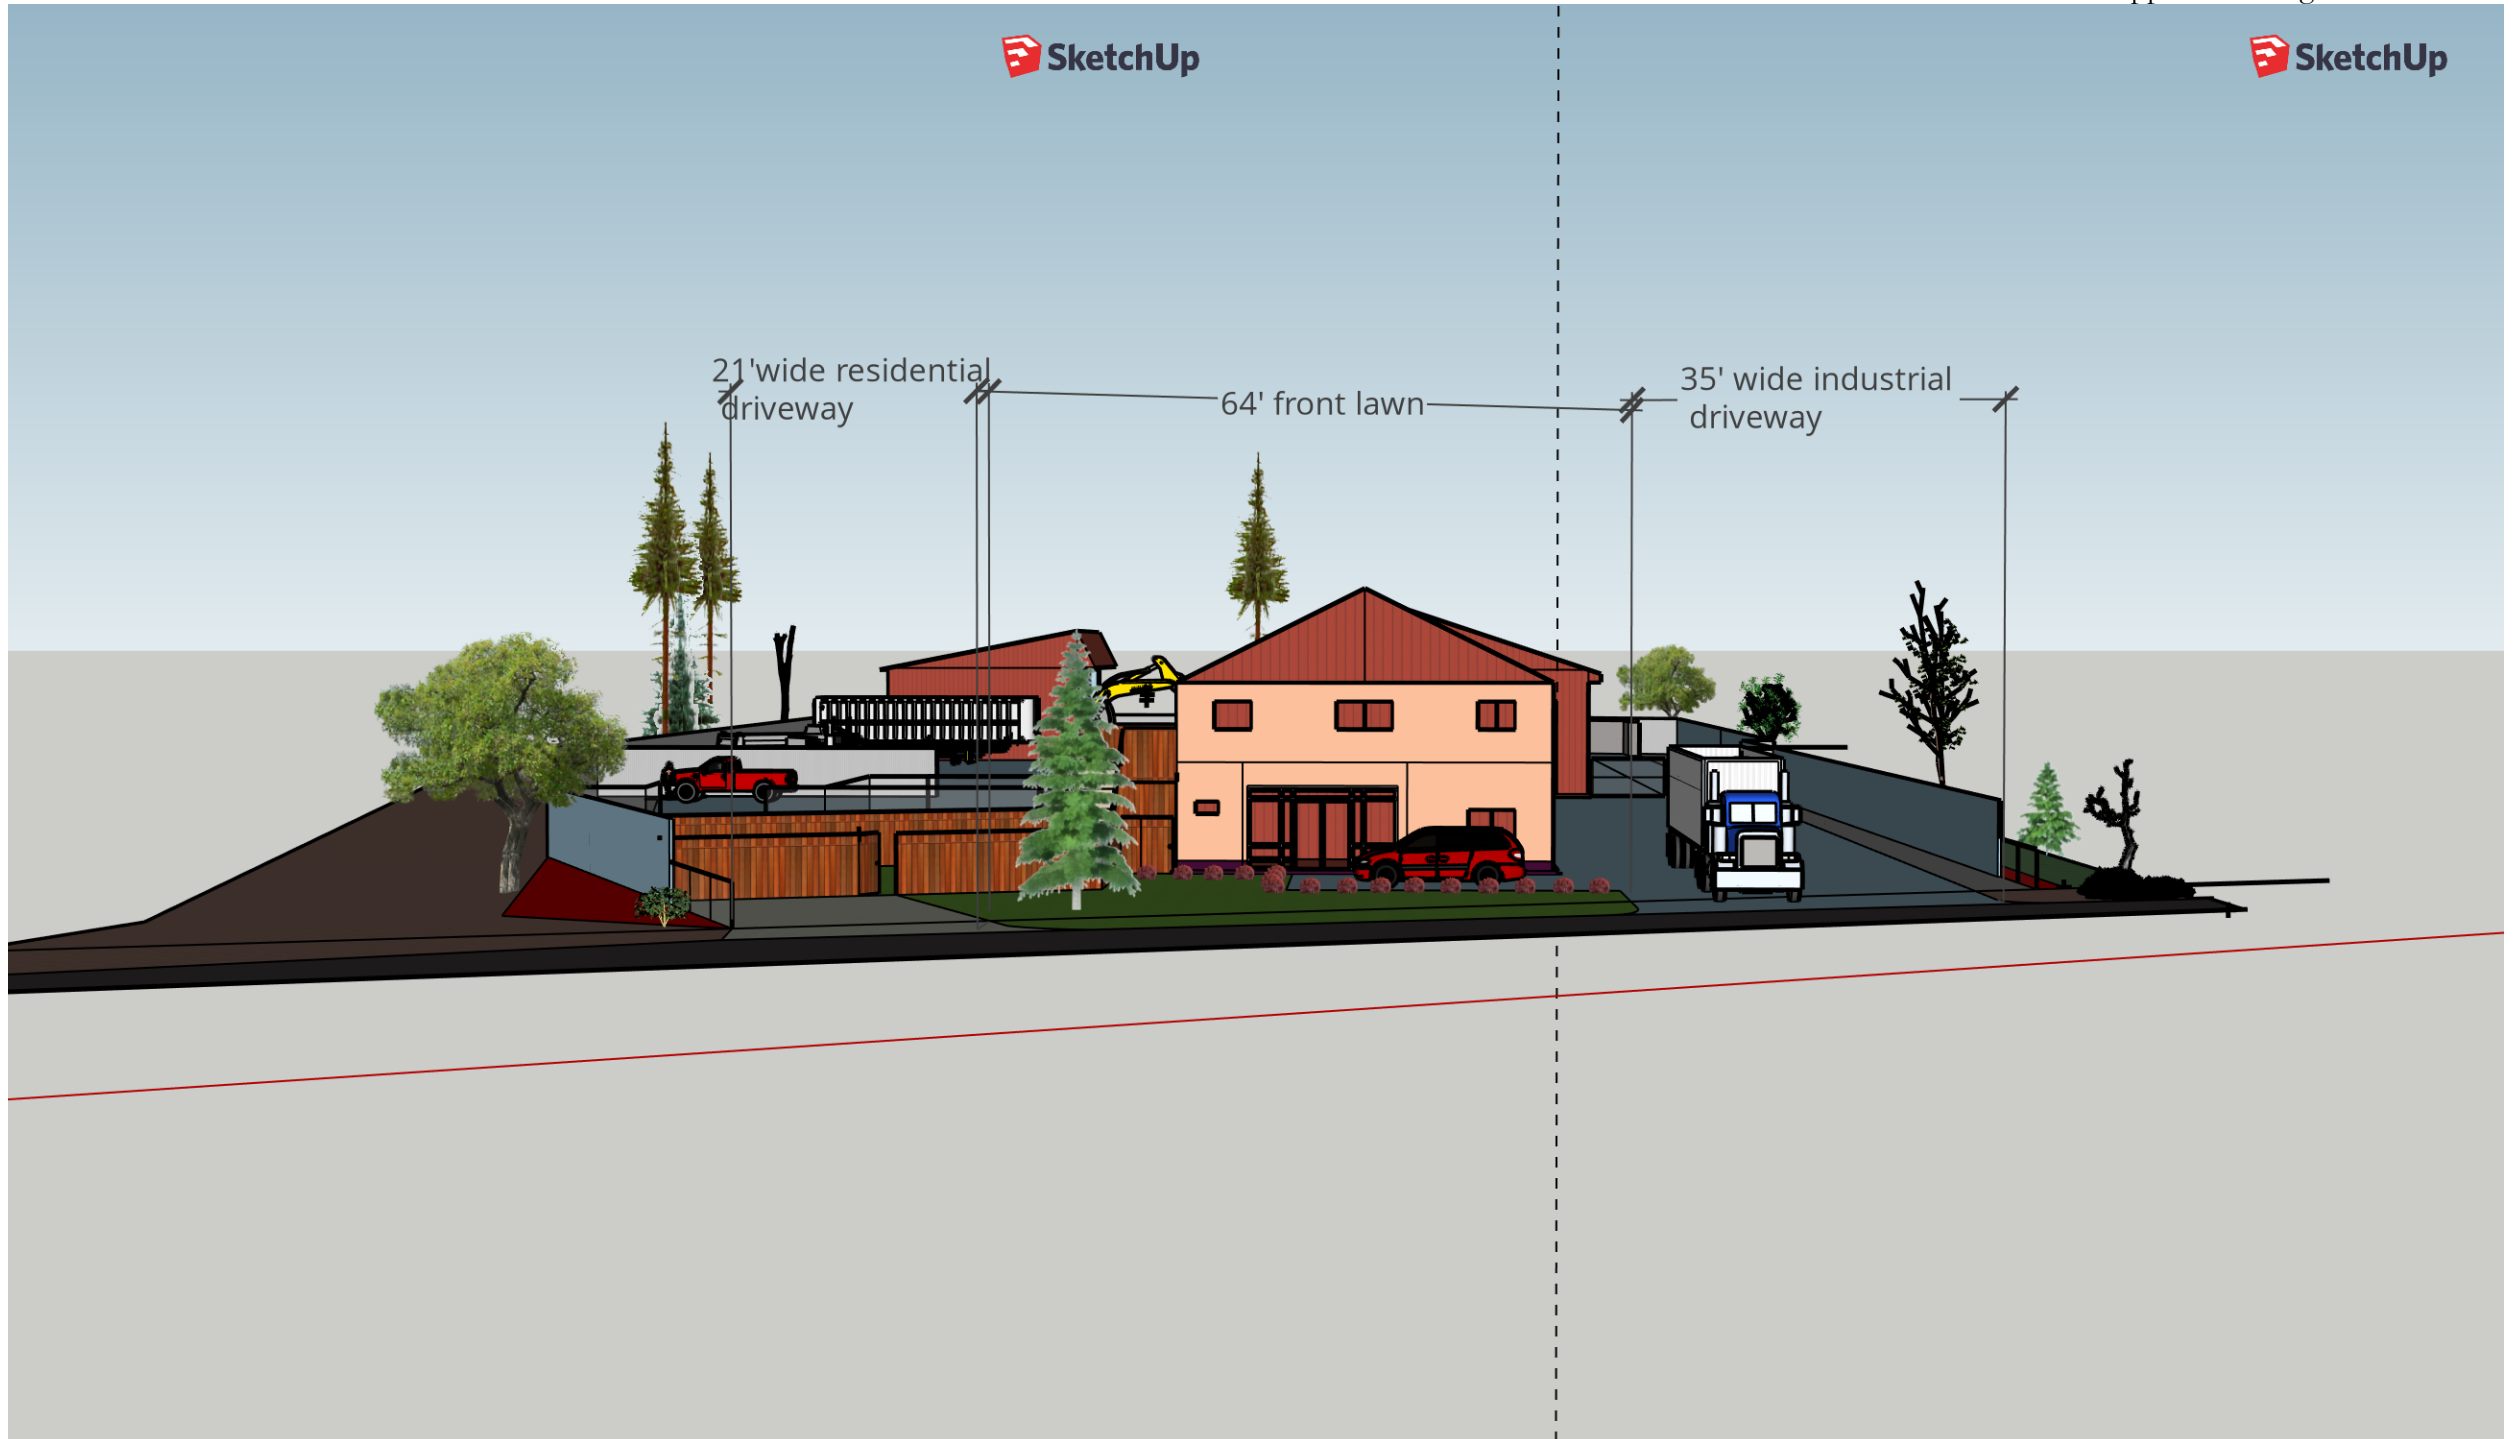 SketchUp
SketchUp
21'wide residential
driveway
64' front lawn
35' wide industrial
driveway